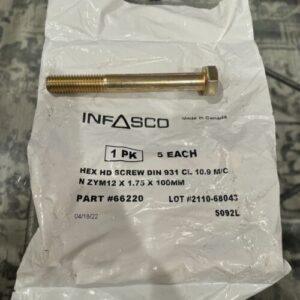 Made in Canada
INFASCO
1 PK 5 EACH
HEX HD SCREW DIN 931 CL 10.9 M/C
N ZYM12 X 1.75 X 100MM
PART #66220 LOT #2110-68043
04/18/22 S092L